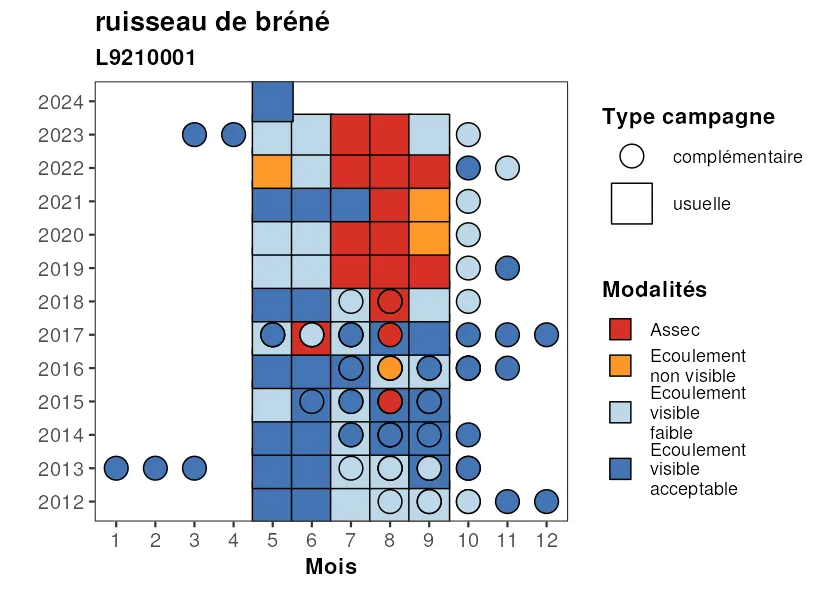 ruisseau de bréné
L9210001
2024
2023
2022
2021
2020
2019
2018
2017
2016
2015
2014
2013
2012
1 2 3 4 5 6 7 8 9 10 11 12
Mois
Type campagne
complémentaire
usuelle
Modalités
Assec
Ecoulement
non visible
Ecoulement
visible
faible
Ecoulement
visible
acceptable